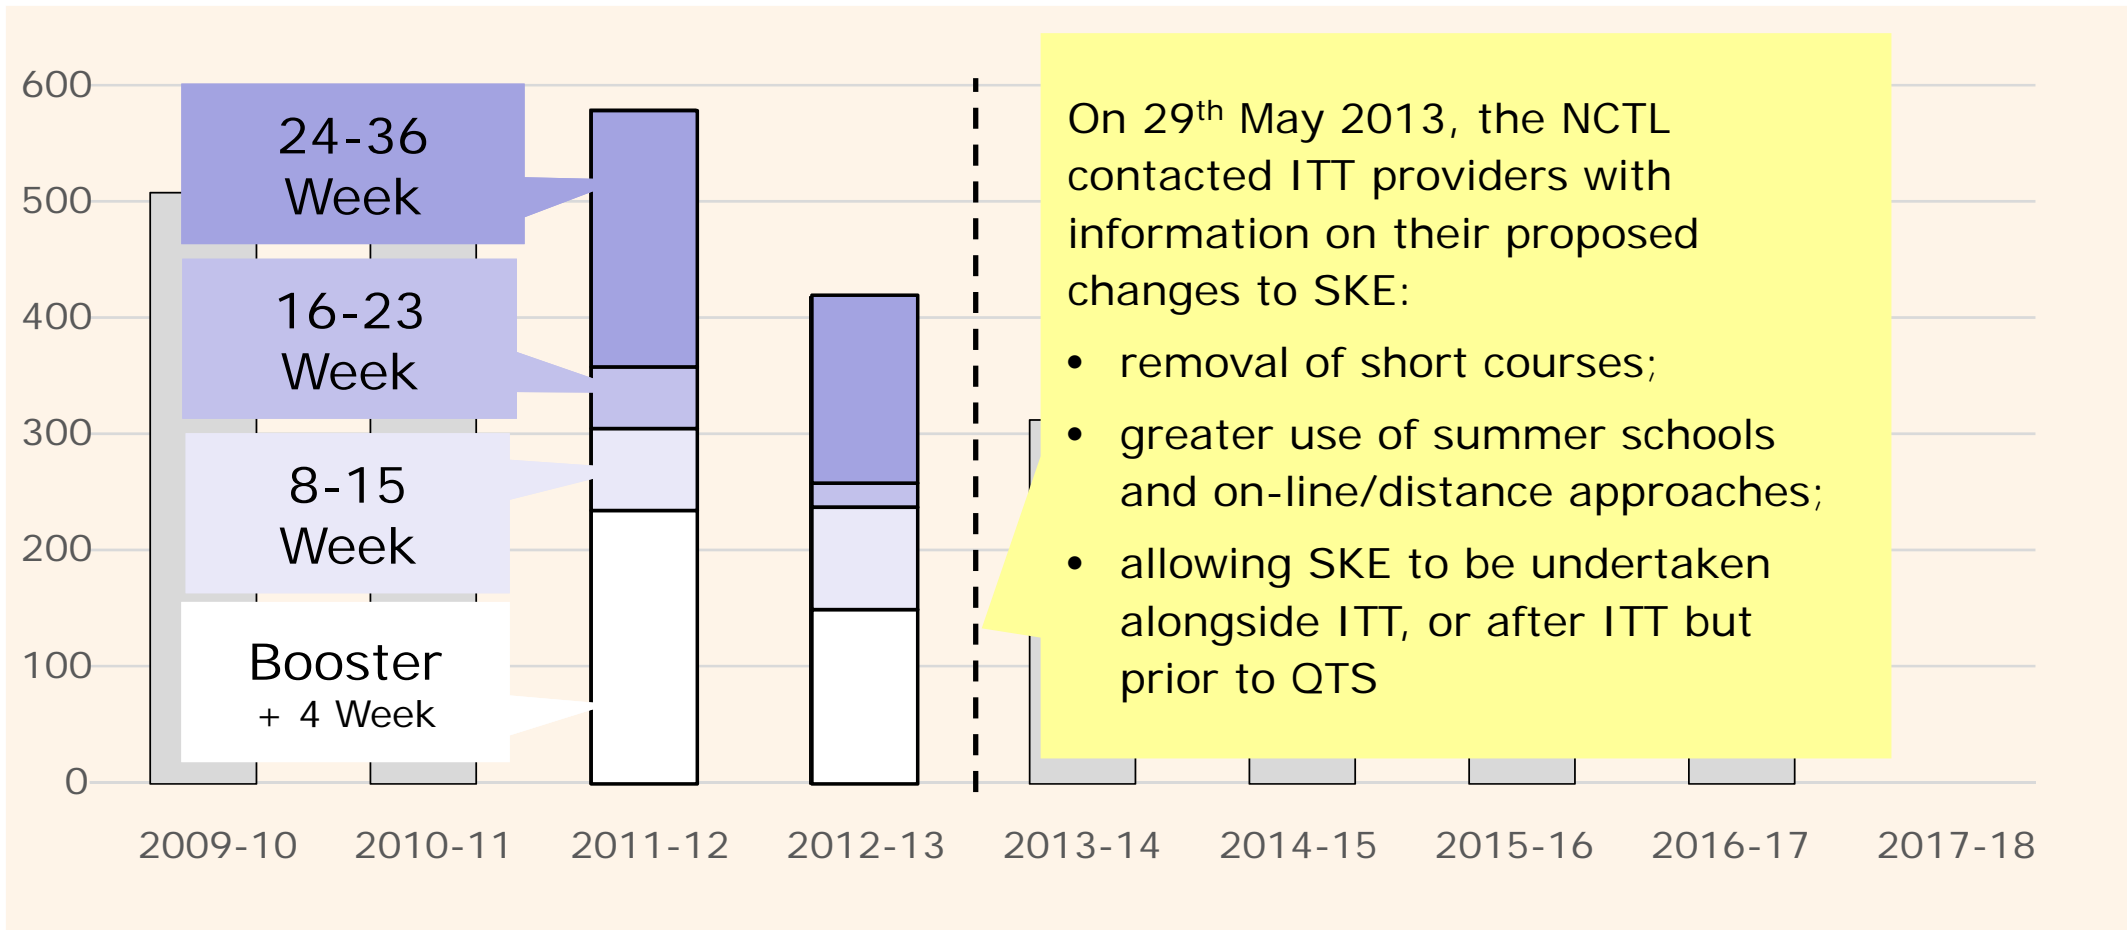 600
500
400
300
200
100
0
24-36
Week
16-23
Week
8-15
Week
Booster
+ 4 Week
On 29th May 2013, the NCTL
contacted ITT providers with
information on their proposed
changes to SKE:
• removal of short courses;
• greater use of summer schools
and on-line/distance approaches;
• allowing SKE to be undertaken
alongside ITT, or after ITT but
prior to QTS
2009-10 2010-11 2011-12 2012-13 2013-14 2014-15 2015-16 2016-17 2017-18